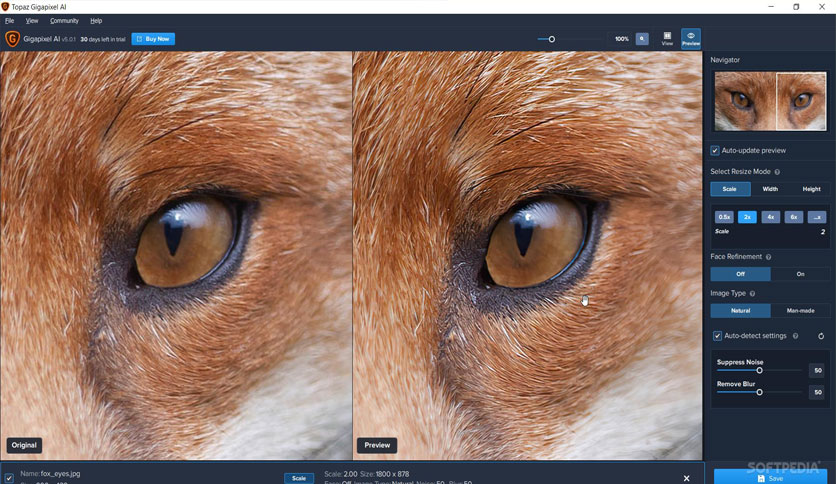 Topaz Gigapixel AI
File View Community Help
Gigapixel AI v5.0.1 30 days left in trial Buy Now 100% View Preview
Navigator
Auto-update preview
Select Resize Mode
Scale Width Height
0.5x 2x 4x 6x ...x
Scale 2
Face Refinement
Off On
Image Type
Natural Man-made
Auto-detect settings
Suppress Noise
50
Remove Blur
50
Original
Preview
Name: fox_eyes.jpg
Scale
Scale: 2.00 Size: 1800 x 878
SOFTPEDIA
Save